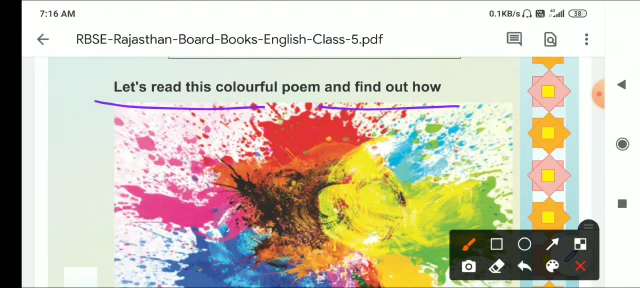 7:16 AM
0.1KB/s 4G 38
RBSE-Rajasthan-Board-Books-English-Class-5.pdf
Let's read this colourful poem and find out how